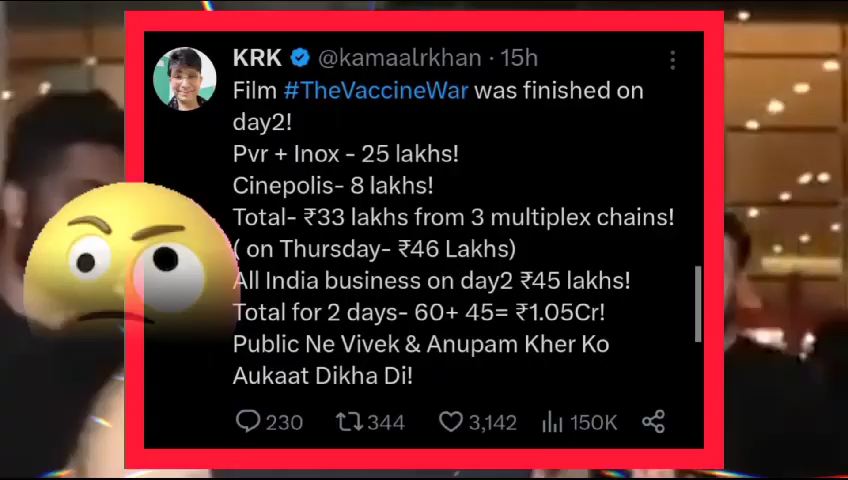 KRK @kamaalrkhan · 15h
Film #TheVaccineWar was finished on
day2!
Pvr + Inox - 25 lakhs!
Cinepolis- 8 lakhs!
Total- ₹33 lakhs from 3 multiplex chains!
( on Thursday- ₹46 Lakhs)
All India business on day2 ₹45 lakhs!
Total for 2 days- 60+ 45= ₹1.05Cr!
Public Ne Vivek & Anupam Kher Ko
Aukaat Dikha Di!
230 344 3,142 150K